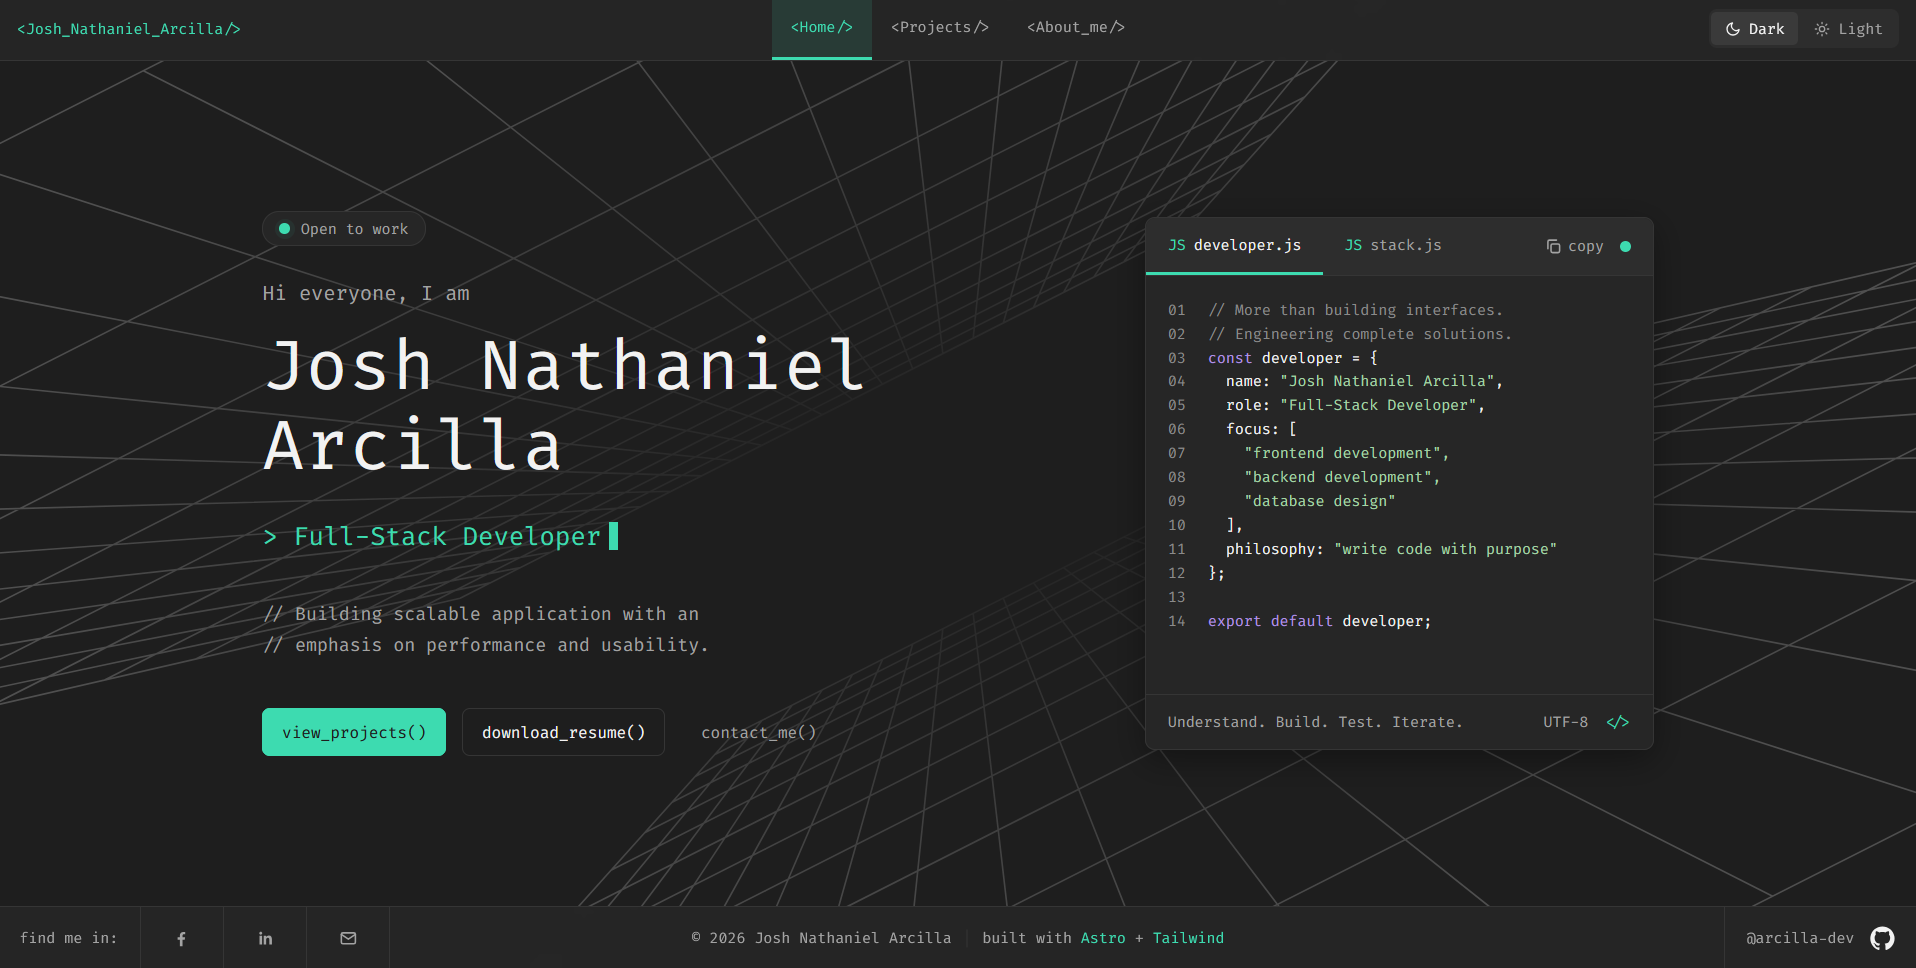 <Josh_Nathaniel_Arcilla/>
<Home/>
<Projects/>
<About_me/>
Dark
Light
Open to work
Hi everyone, I am
Josh Nathaniel
Arcilla
> Full-Stack Developer
// Building scalable application with an
// emphasis on performance and usability.
view_projects()
download_resume()
contact_me()
JS developer.js
JS stack.js
copy
01 // More than building interfaces.
02 // Engineering complete solutions.
03 const developer = {
04 name: "Josh Nathaniel Arcilla",
05 role: "Full-Stack Developer",
06 focus: [
07 "frontend development",
08 "backend development",
09 "database design"
10 ],
11 philosophy: "write code with purpose"
12 };
13
14 export default developer;
Understand. Build. Test. Iterate.
UTF-8 </>
find me in:
© 2026 Josh Nathaniel Arcilla
built with Astro + Tailwind
@arcilla-dev